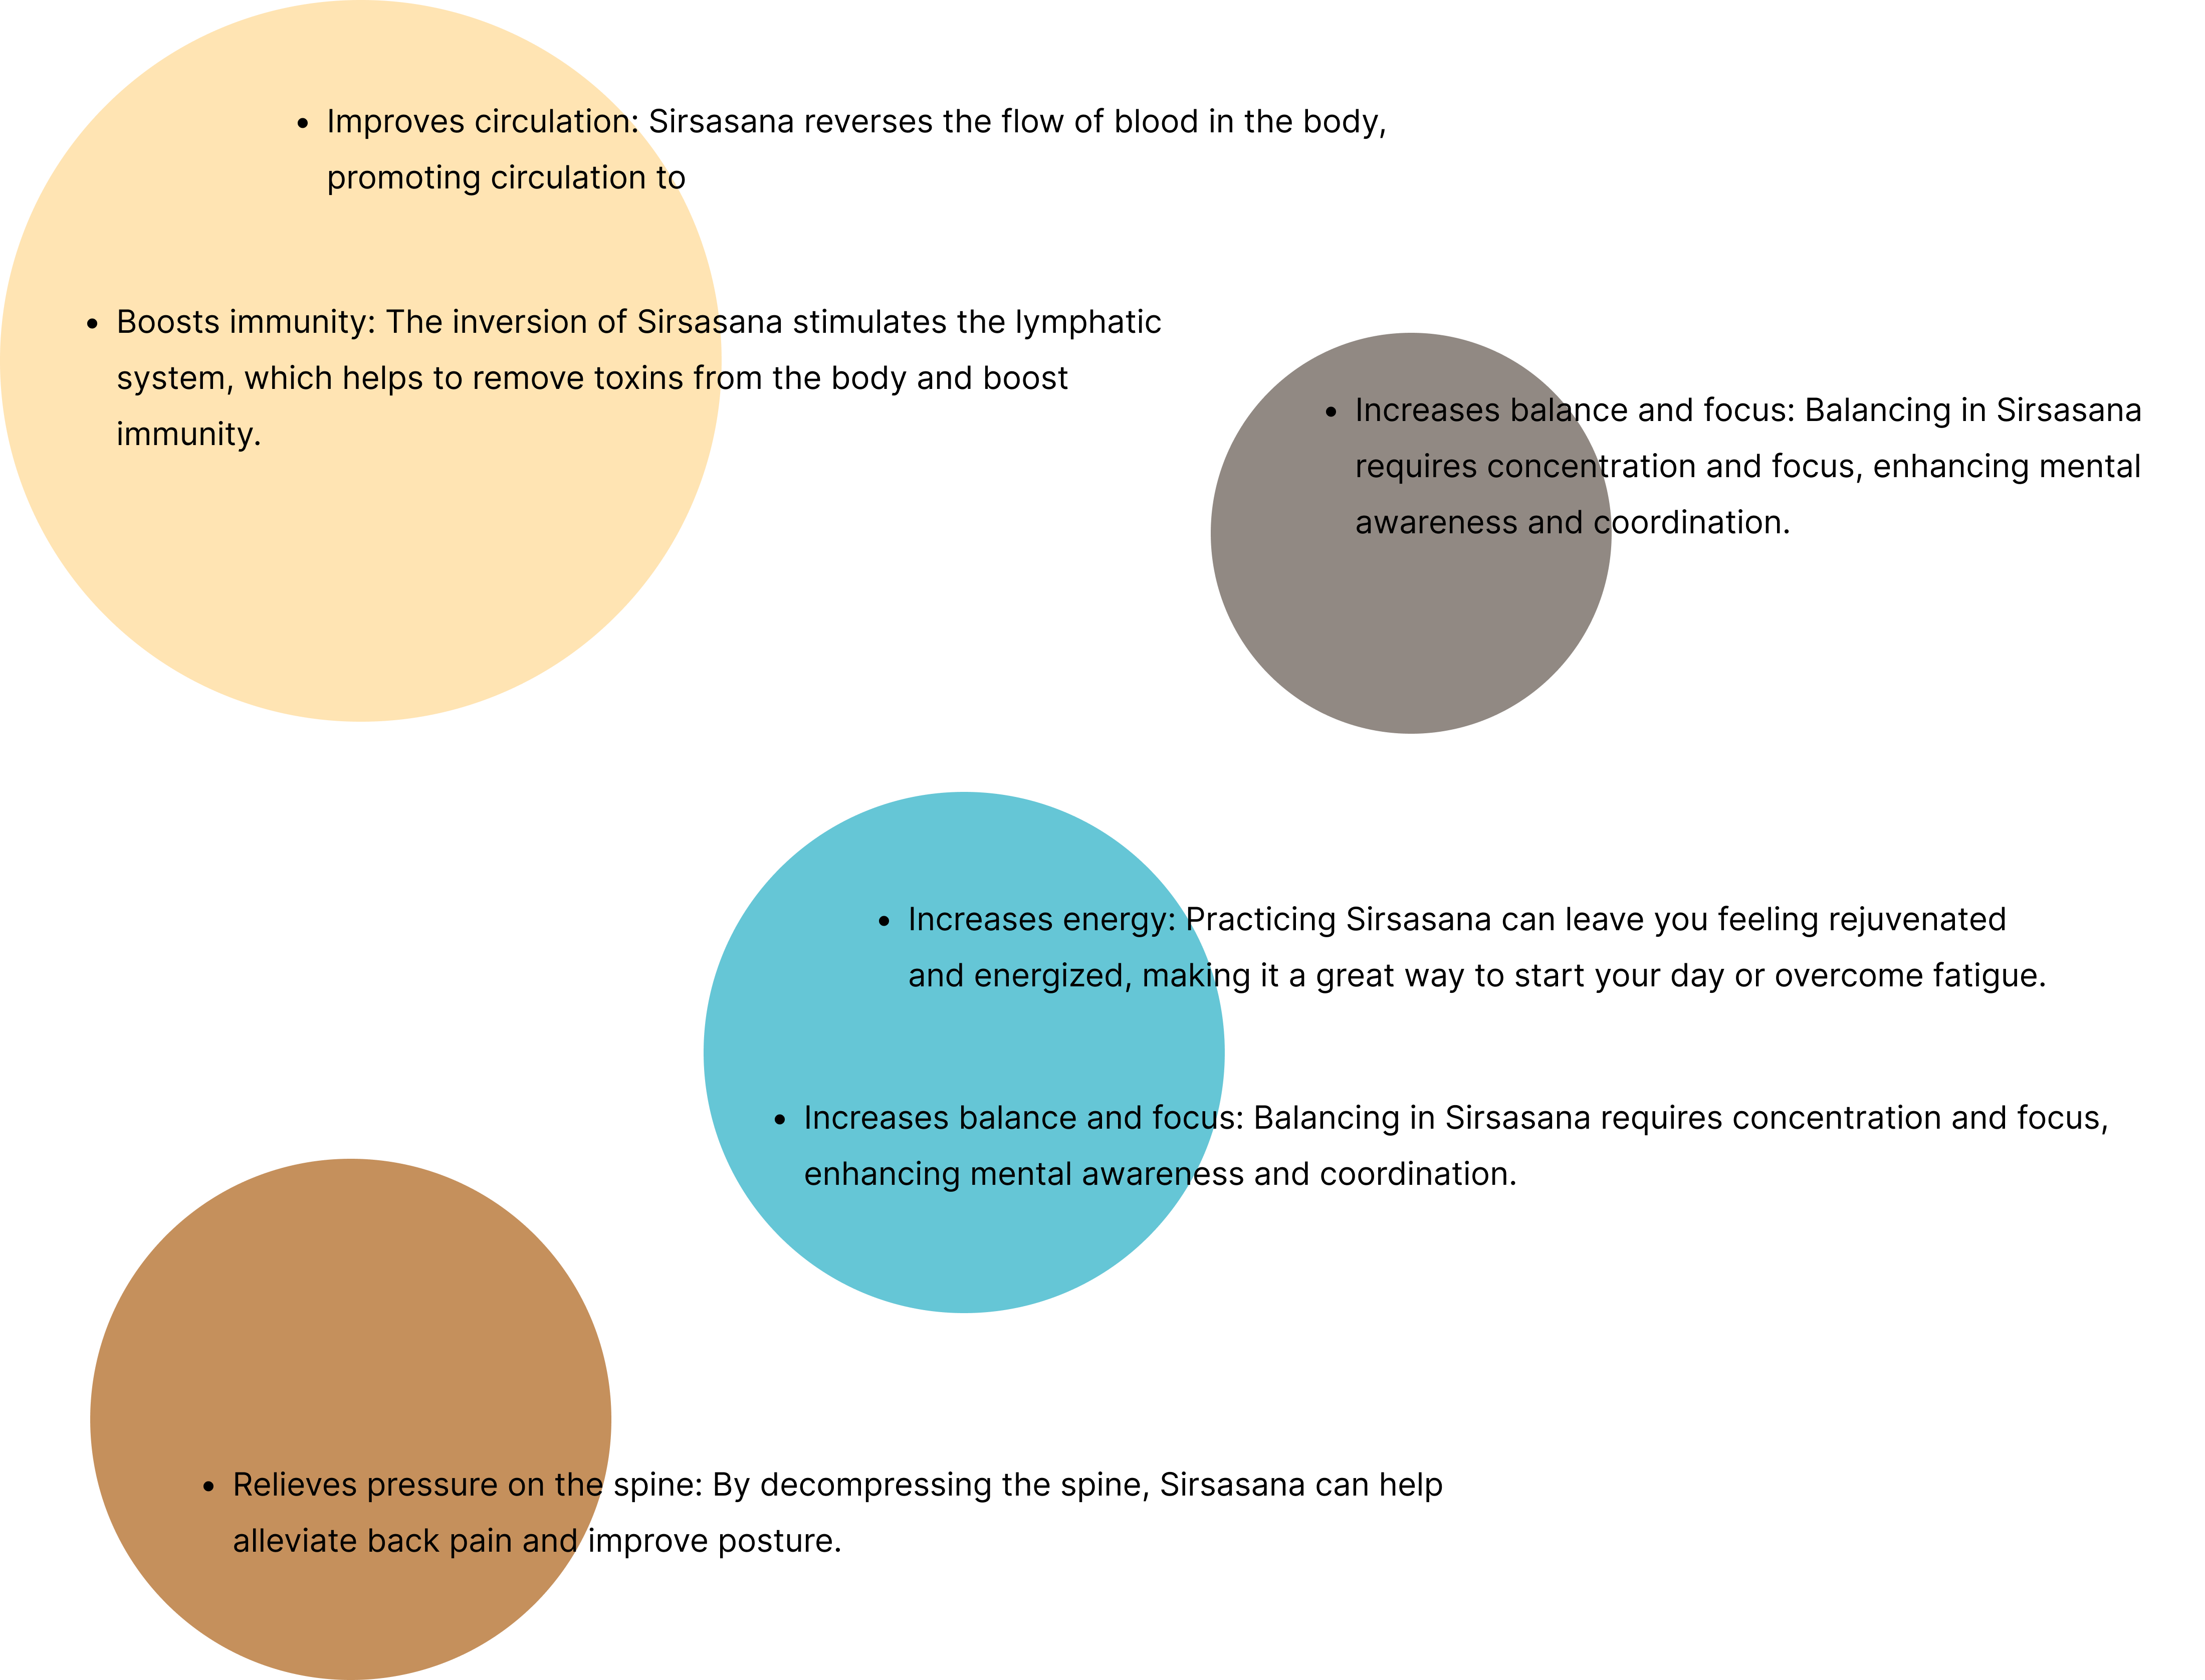 • Improves circulation: Sirsasana reverses the flow of blood in the body,
promoting circulation to
• Boosts immunity: The inversion of Sirsasana stimulates the lymphatic
system, which helps to remove toxins from the body and boost
immunity.
• Increases balance and focus: Balancing in Sirsasana
requires concentration and focus, enhancing mental
awareness and coordination.
• Increases energy: Practicing Sirsasana can leave you feeling rejuvenated
and energized, making it a great way to start your day or overcome fatigue.
• Increases balance and focus: Balancing in Sirsasana requires concentration and focus,
enhancing mental awareness and coordination.
• Relieves pressure on the spine: By decompressing the spine, Sirsasana can help
alleviate back pain and improve posture.